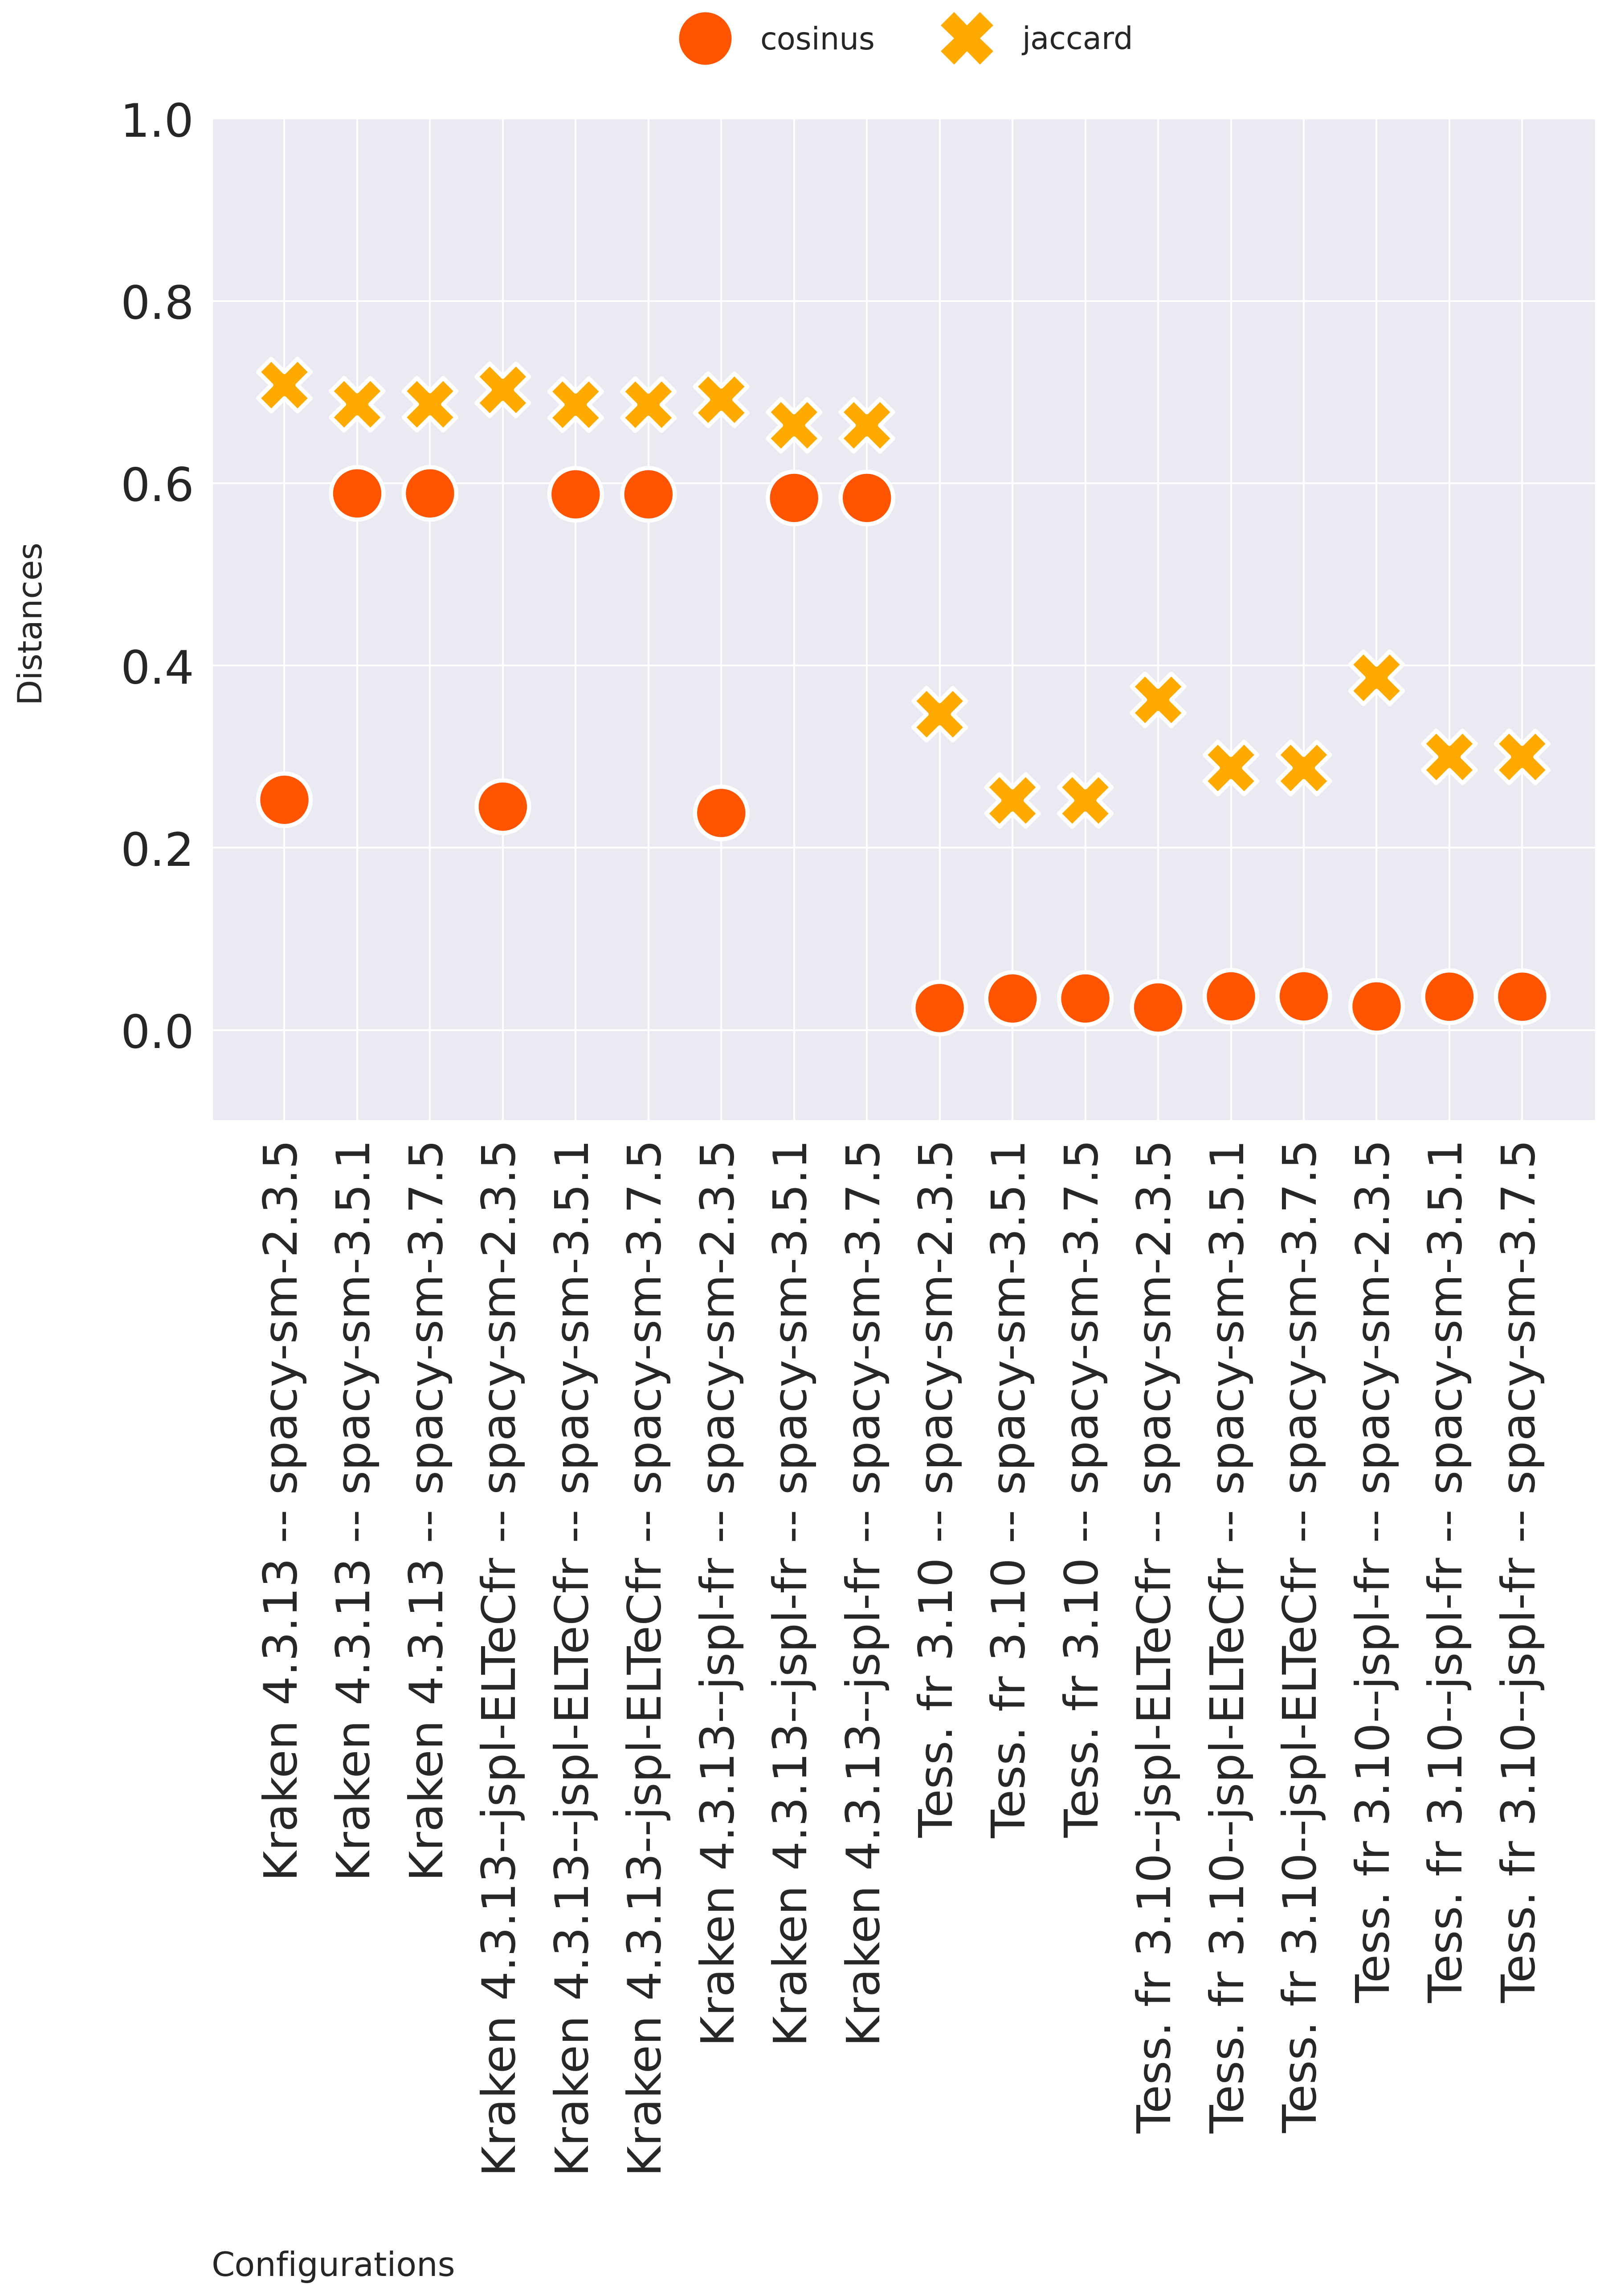 cosinus jaccard
1.0
0.8
0.6
0.4
0.2
0.0
Distances
Kraken 4.3.13 -- spacy-sm-2.3.5
Kraken 4.3.13 -- spacy-sm-3.5.1
Kraken 4.3.13 -- spacy-sm-3.7.5
Kraken 4.3.13--jspl-ELTeCfr -- spacy-sm-2.3.5
Kraken 4.3.13--jspl-ELTeCfr -- spacy-sm-3.5.1
Kraken 4.3.13--jspl-ELTeCfr -- spacy-sm-3.7.5
Kraken 4.3.13--jspl-fr -- spacy-sm-2.3.5
Kraken 4.3.13--jspl-fr -- spacy-sm-3.5.1
Kraken 4.3.13--jspl-fr -- spacy-sm-3.7.5
Tess. fr 3.10 -- spacy-sm-2.3.5
Tess. fr 3.10 -- spacy-sm-3.5.1
Tess. fr 3.10 -- spacy-sm-3.7.5
Tess. fr 3.10--jspl-ELTeCfr -- spacy-sm-2.3.5
Tess. fr 3.10--jspl-ELTeCfr -- spacy-sm-3.5.1
Tess. fr 3.10--jspl-ELTeCfr -- spacy-sm-3.7.5
Tess. fr 3.10--jspl-fr -- spacy-sm-2.3.5
Tess. fr 3.10--jspl-fr -- spacy-sm-3.5.1
Tess. fr 3.10--jspl-fr -- spacy-sm-3.7.5
Configurations